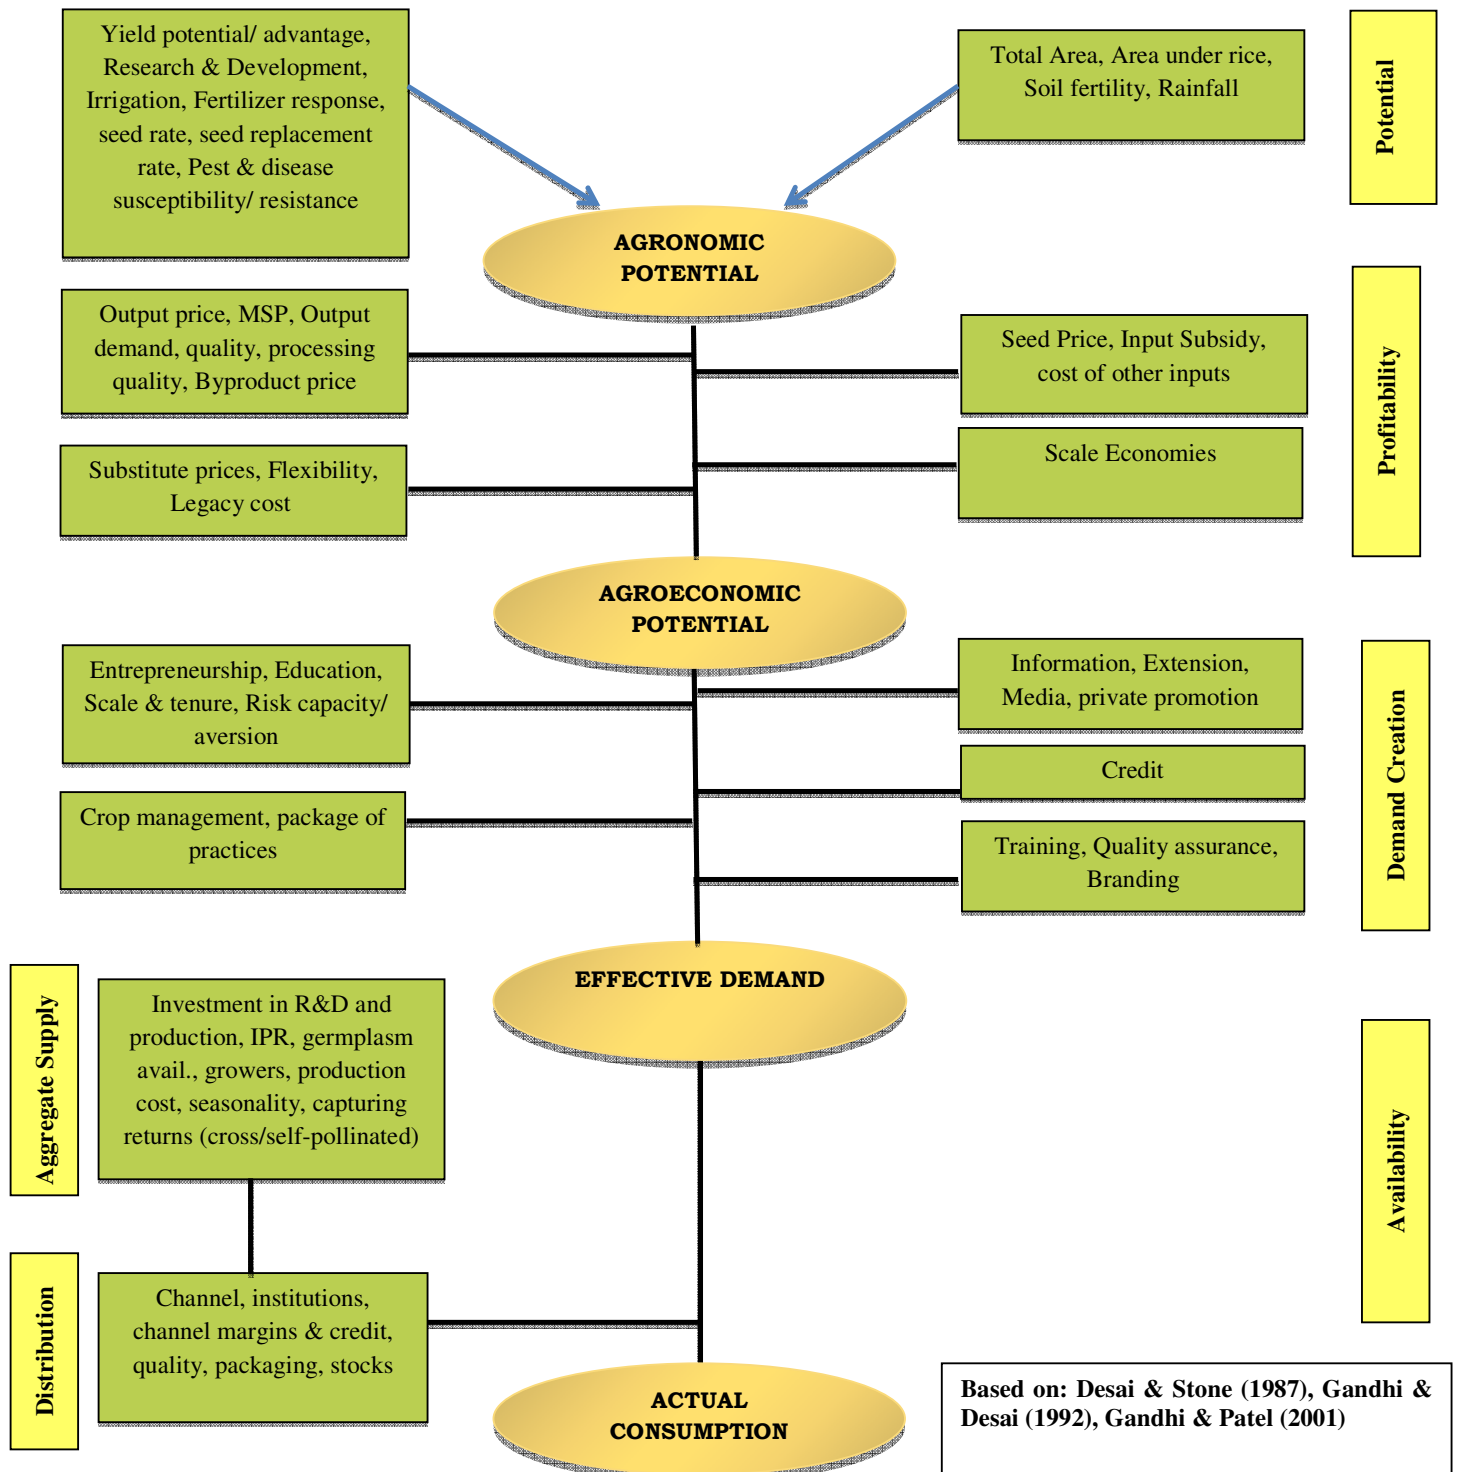 Yield potential/ advantage,
Research & Development,
Irrigation, Fertilizer response,
seed rate, seed replacement
rate, Pest & disease
susceptibility/ resistance
Total Area, Area under rice,
Soil fertility, Rainfall
Potential
AGRONOMIC
POTENTIAL
Output price, MSP, Output
demand, quality, processing
quality, Byproduct price
Seed Price, Input Subsidy,
cost of other inputs
Profitability
Substitute prices, Flexibility,
Legacy cost
Scale Economies
AGROECONOMIC
POTENTIAL
Entrepreneurship, Education,
Scale & tenure, Risk capacity/
aversion
Information, Extension,
Media, private promotion
Demand Creation
Credit
Crop management, package of
practices
Training, Quality assurance,
Branding
EFFECTIVE DEMAND
Aggregate Supply
Investment in R&D and
production, IPR, germplasm
avail., growers, production
cost, seasonality, capturing
returns (cross/self-pollinated)
Availability
Distribution
Channel, institutions,
channel margins & credit,
quality, packaging, stocks
ACTUAL
CONSUMPTION
Based on: Desai & Stone (1987), Gandhi &
Desai (1992), Gandhi & Patel (2001)